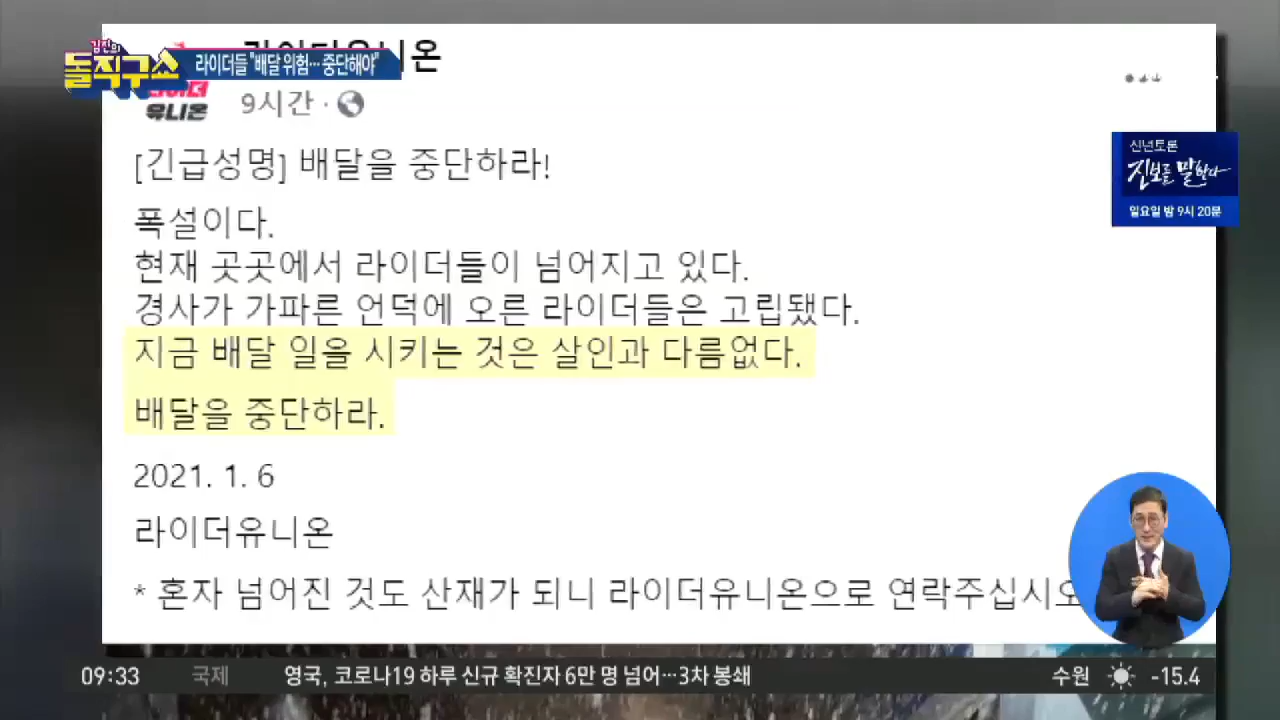 김진의
돌직구쇼
라이더들 "배달 위험… 중단해야"
라이더유니온
라이더
유니온
9시간 ·
[긴급성명] 배달을 중단하라!
폭설이다.
현재 곳곳에서 라이더들이 넘어지고 있다.
경사가 가파른 언덕에 오른 라이더들은 고립됐다.
지금 배달 일을 시키는 것은 살인과 다름없다.
배달을 중단하라.
2021. 1. 6
라이더유니온
* 혼자 넘어진 것도 산재가 되니 라이더유니온으로 연락주십시오
신년토론
진보를 말한다
일요일 밤 9시 20분
09:33 국제 영국, 코로나19 하루 신규 확진자 6만 명 넘어…3차 봉쇄 수원 -15.4